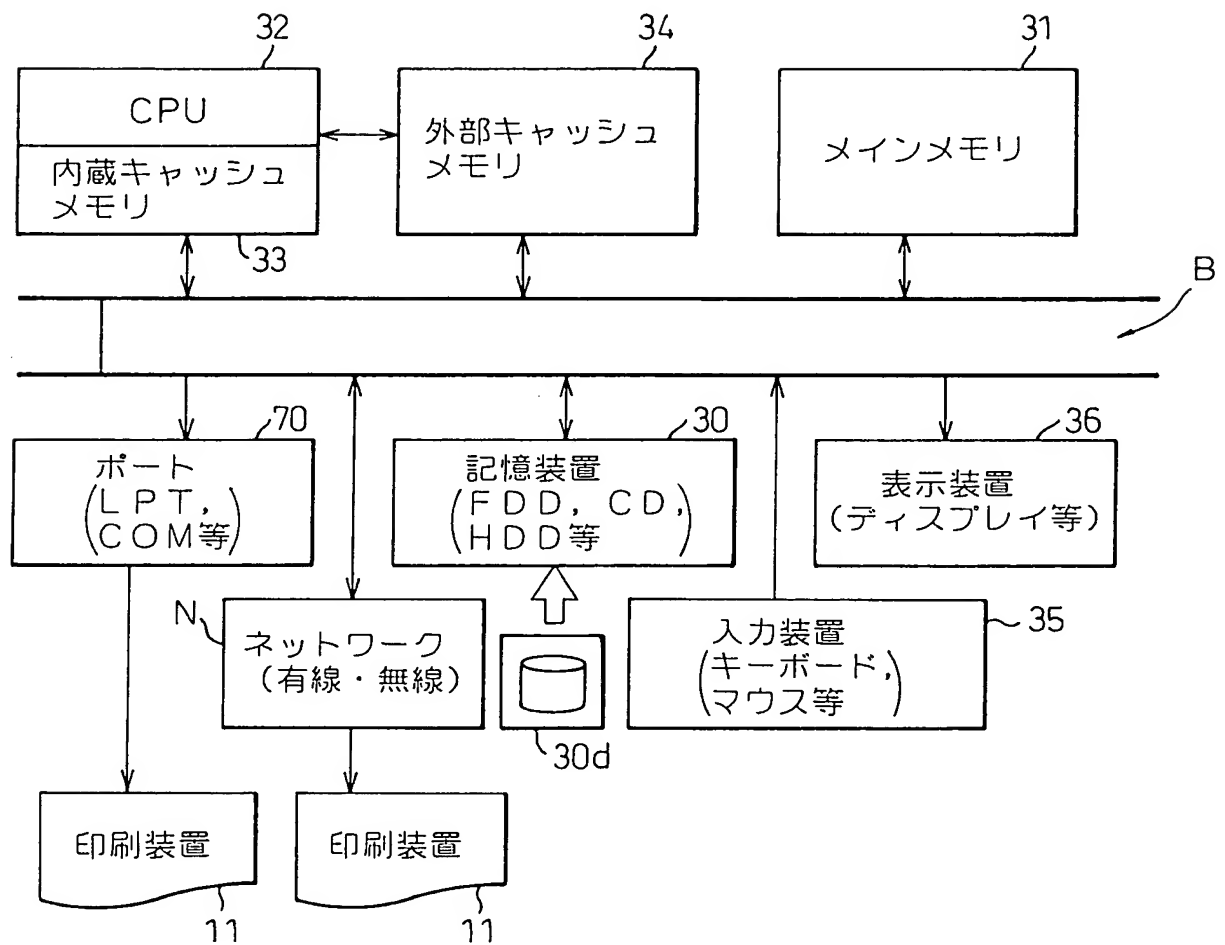 32
34
31
CPU
内蔵キャッシュ
メモリ
33
外部キャッシュ
メモリ
メインメモリ
B
70
ポート
(LPT,
COM等)
30
記憶装置
(FDD, CD,
HDD等)
36
表示装置
(ディスプレイ等)
N
ネットワーク
(有線・無線)
30d
35
入力装置
(キーボード,
マウス等)
印刷装置
11
印刷装置
11